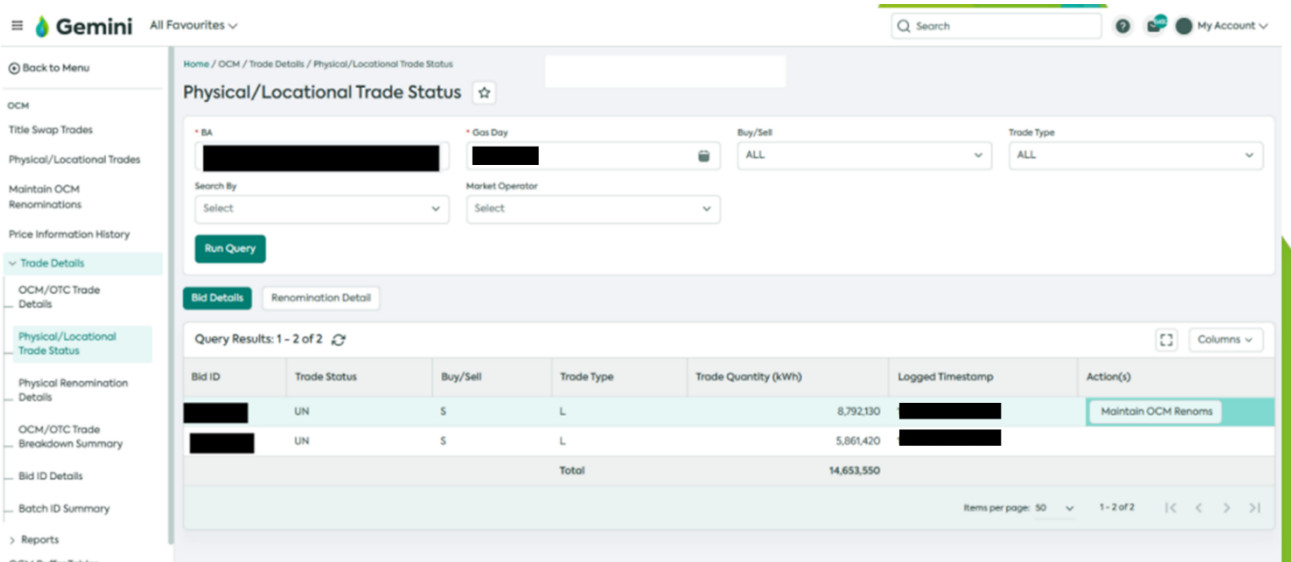 Gemini
All Favourites
Search
My Account
Back to Menu
OCM
Title Swap Trades
Physical/Locational Trades
Maintain OCM
Renominations
Price Information History
Trade Details
OCM/OTC Trade
Details
Physical/Locational
Trade Status
Physical Renomination
Details
OCM/OTC Trade
Breakdown Summary
Bid ID Details
Batch ID Summary
Reports
Home / OCM / Trade Details / Physical/Locational Trade Status
Physical/Locational Trade Status
* BA
* Gas Day
Buy/Sell
Trade Type
ALL
ALL
Search By
Market Operator
Select
Select
Run Query
Bid Details
Renomination Detail
Query Results: 1 - 2 of 2
Columns
Bid ID Trade Status Buy/Sell Trade Type Trade Quantity (kWh) Logged Timestamp Action(s)
UN S L 8,792,130 Maintain OCM Renoms
UN S L 5,861,420
Total 14,653,550
Items per page: 50 1 - 2 of 2